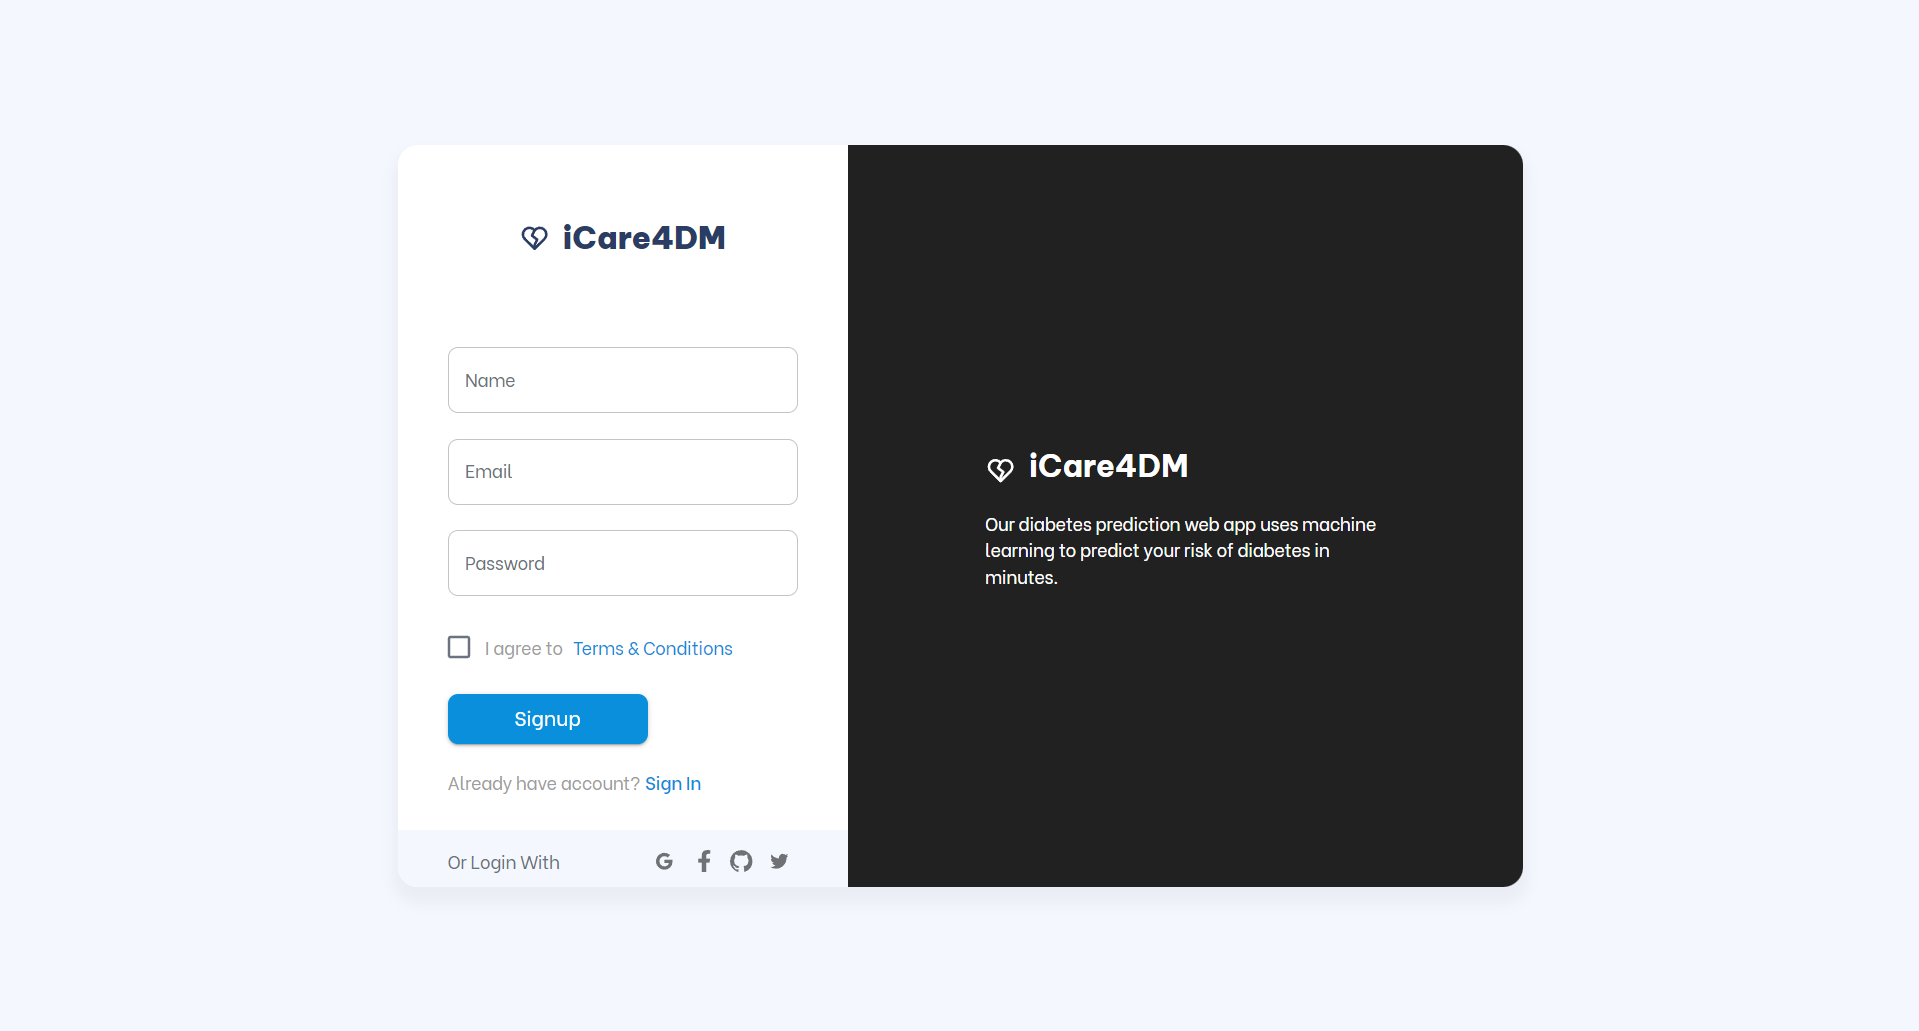 iCare4DM
Name
Email
Password
I agree to Terms & Conditions
Signup
Already have account? Sign In
Or Login With
iCare4DM
Our diabetes prediction web app uses machine
learning to predict your risk of diabetes in
minutes.